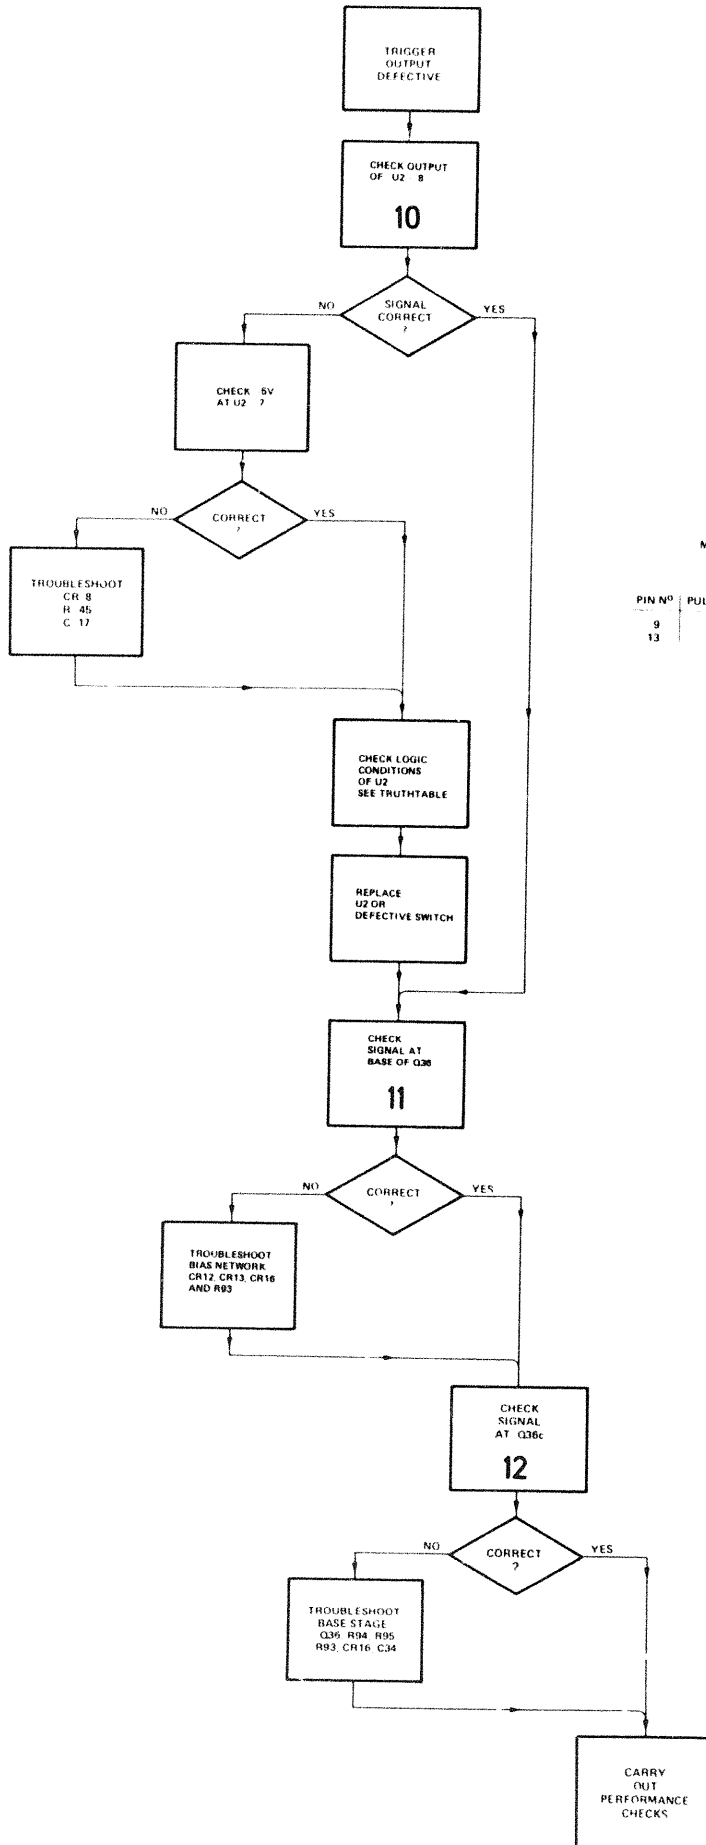 TRIGGER
OUTPUT
DEFECTIVE
CHECK OUTPUT
OF U2 - 8
10
NO
SIGNAL
CORRECT
?
YES
CHECK 5V
AT U2 7
NO
CORRECT
?
YES
TROUBLESHOOT
CR 8
R 45
C 17
M
PIN Nº PUL
9
13
CHECK LOGIC
CONDITIONS
OF U2
SEE TRUTHTABLE
REPLACE
U2 OR
DEFECTIVE SWITCH
CHECK
SIGNAL AT
BASE OF Q36
11
NO
CORRECT
?
YES
TROUBLESHOOT
BIAS NETWORK
CR12, CR13, CR16
AND R93
CHECK
SIGNAL
AT Q36c
12
NO
CORRECT
?
YES
TROUBLESHOOT
BASE STAGE
Q36, R94, R95
R93, CR16, C34
CARRY
OUT
PERFORMANCE
CHECKS